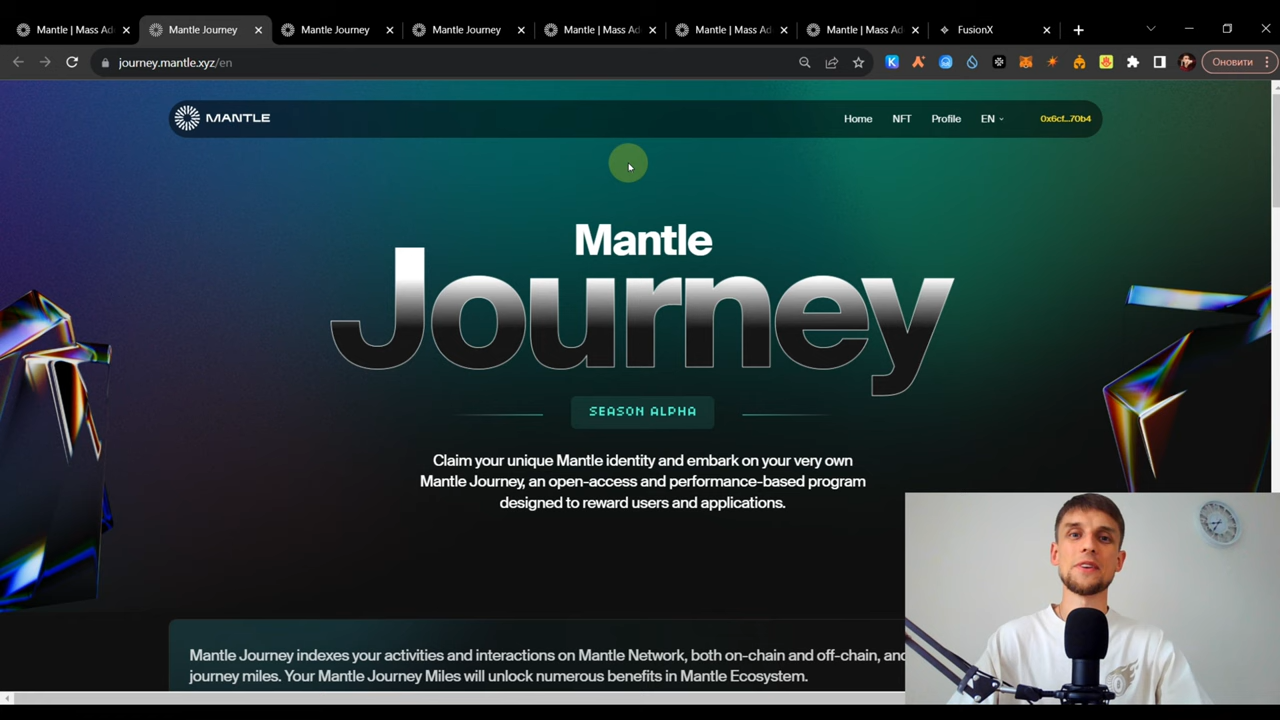 Mantle | Mass Ad
Mantle Journey
Mantle Journey
Mantle Journey
Mantle | Mass Ad
Mantle | Mass Ad
Mantle | Mass Ad
FusionX
journey.mantle.xyz/en
Оновити
MANTLE
Home
NFT
Profile
EN
0x6cf...70b4
Mantle
Journey
SEASON ALPHA
Claim your unique Mantle identity and embark on your very own
Mantle Journey, an open-access and performance-based program
designed to reward users and applications.
Mantle Journey indexes your activities and interactions on Mantle Network, both on-chain and off-chain, and
journey miles. Your Mantle Journey Miles will unlock numerous benefits in Mantle Ecosystem.